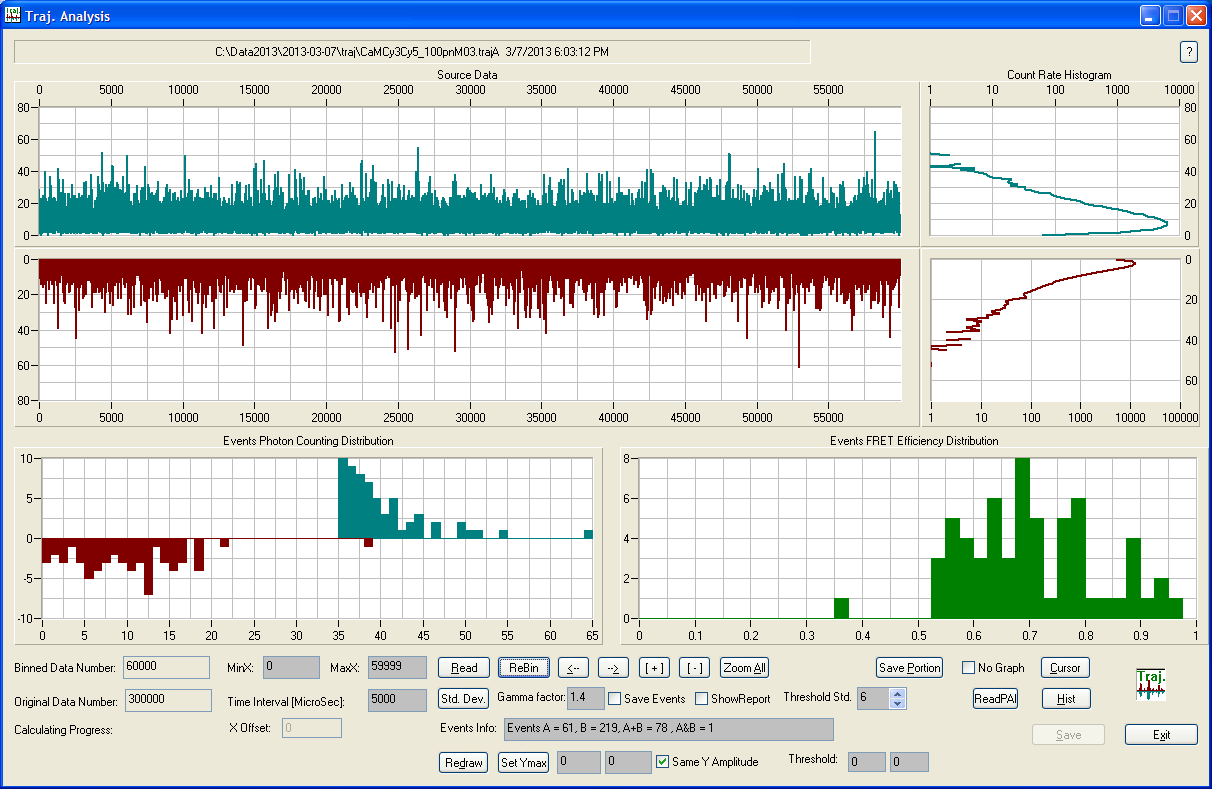 Traj. Analysis
C:\Data2013\2013-03-07\traj\CaMCy3Cy5_100pnM03.trajA 3/7/2013 6:03:12 PM
?
Source Data
Count Rate Histogram
0 5000 10000 15000 20000 25000 30000 35000 40000 45000 50000 55000
1 10 100 1000 10000
80
60
40
20
0
80
60
40
20
0
0
20
40
60
80
0
20
40
60
0 5000 10000 15000 20000 25000 30000 35000 40000 45000 50000 55000
1 10 100 1000 10000 100000
Events Photon Counting Distribution
Events FRET Efficiency Distribution
10
5
0
-5
-10
0 5 10 15 20 25 30 35 40 45 50 55 60 65
8
6
4
2
0
0 0.1 0.2 0.3 0.4 0.5 0.6 0.7 0.8 0.9 1
Binned Data Number: 60000 MinX: 0 MaxX: 59999 Read ReBin <-- --> [ + ] [ - ] Zoom All Save Portion No Graph Cursor
Traj.
Original Data Number: 300000 Time Interval [MicroSec]: 5000 Std. Dev. Gamma factor: 1.4 Save Events ShowReport Threshold Std. 6 ReadPAI Hist
Calculating Progress: X Offset: 0 Events Info: Events A = 61, B = 219, A+B = 78 , A&B = 1 Save Exit
Redraw Set Ymax 0 0 Same Y Amplitude Threshold: 0 0